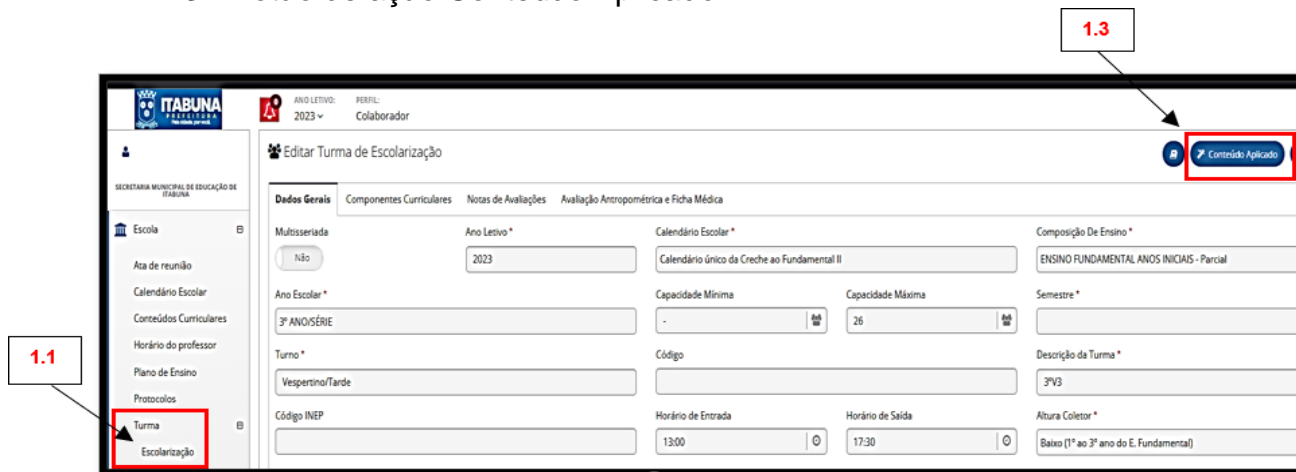 1.3
ITABUNA
PREFEITURA
ANO LETIVO: PERFIL:
2023 Colaborador
Editar Turma de Escolarização
Conteúdo Aplicado
SECRETARIA MUNICIPAL DE EDUCAÇÃO DE
ITABUNA
Dados Gerais Componentes Curriculares Notas de Avaliações Avaliação Antropométrica e Ficha Médica
Escola
Multisseriada Ano Letivo * Calendário Escolar * Composição De Ensino *
Não 2023 Calendário único da Creche ao Fundamental II ENSINO FUNDAMENTAL ANOS INICIAIS - Parcial
Ata de reunião
Calendário Escolar
Ano Escolar * Capacidade Mínima Capacidade Máxima Semestre *
Conteúdos Curriculares
3º ANO/SÉRIE - 26
Horário do professor
1.1
Turno * Código Descrição da Turma *
Plano de Ensino
Vespertino/Tarde 3ºV3
Protocolos
Código INEP Horário de Entrada Horário de Saída Altura Coletor *
Turma
13:00 17:30 Baixo (1º ao 3º ano do E. Fundamental)
Escolarização